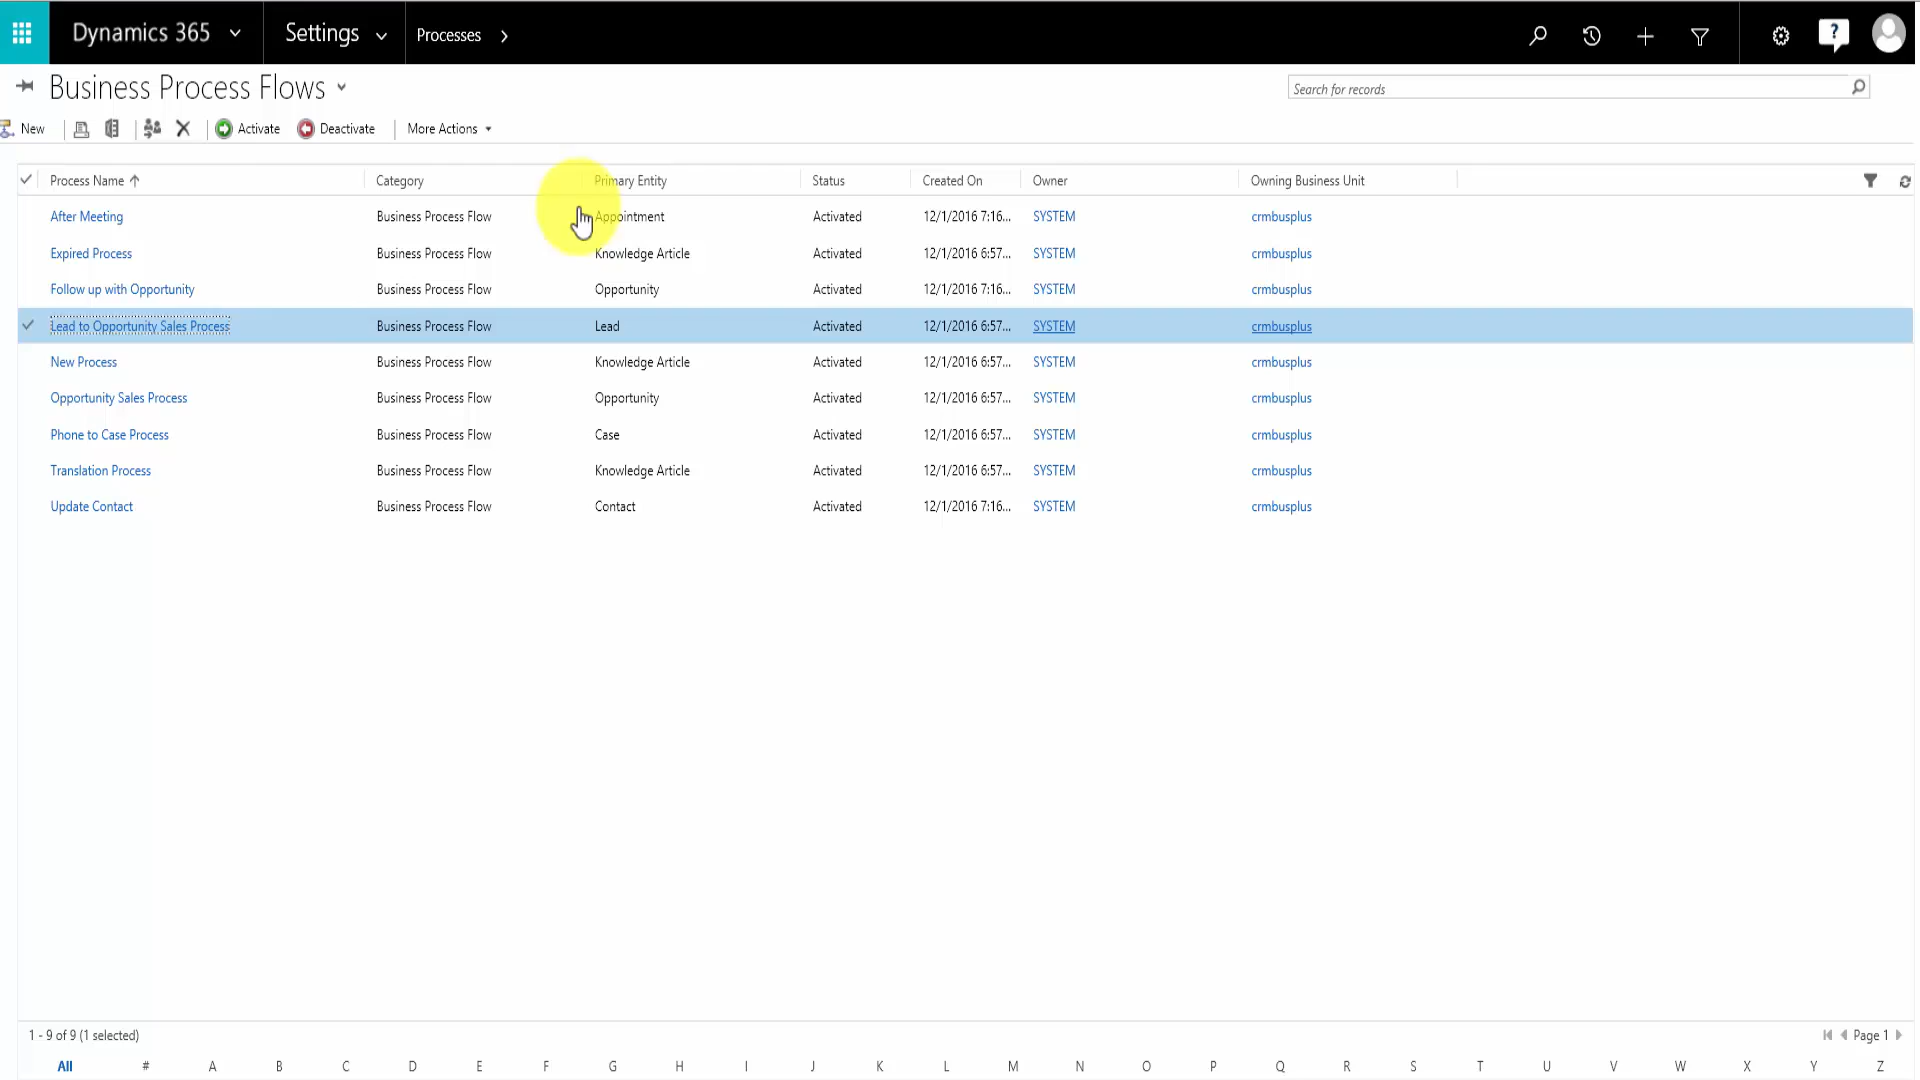 Dynamics 365 Settings Processes
?
Business Process Flows
Search for records
New Activate Deactivate More Actions
Process Name Category Primary Entity Status Created On Owner Owning Business Unit
After Meeting Business Process Flow Appointment Activated 12/1/2016 7:16... SYSTEM crmbusplus
Expired Process Business Process Flow Knowledge Article Activated 12/1/2016 6:57... SYSTEM crmbusplus
Follow up with Opportunity Business Process Flow Opportunity Activated 12/1/2016 7:16... SYSTEM crmbusplus
Lead to Opportunity Sales Process Business Process Flow Lead Activated 12/1/2016 6:57... SYSTEM crmbusplus
New Process Business Process Flow Knowledge Article Activated 12/1/2016 6:57... SYSTEM crmbusplus
Opportunity Sales Process Business Process Flow Opportunity Activated 12/1/2016 6:57... SYSTEM crmbusplus
Phone to Case Process Business Process Flow Case Activated 12/1/2016 6:57... SYSTEM crmbusplus
Translation Process Business Process Flow Knowledge Article Activated 12/1/2016 6:57... SYSTEM crmbusplus
Update Contact Business Process Flow Contact Activated 12/1/2016 7:16... SYSTEM crmbusplus
1 - 9 of 9 (1 selected) Page 1
All # A B C D E F G H I J K L M N O P Q R S T U V W X Y Z